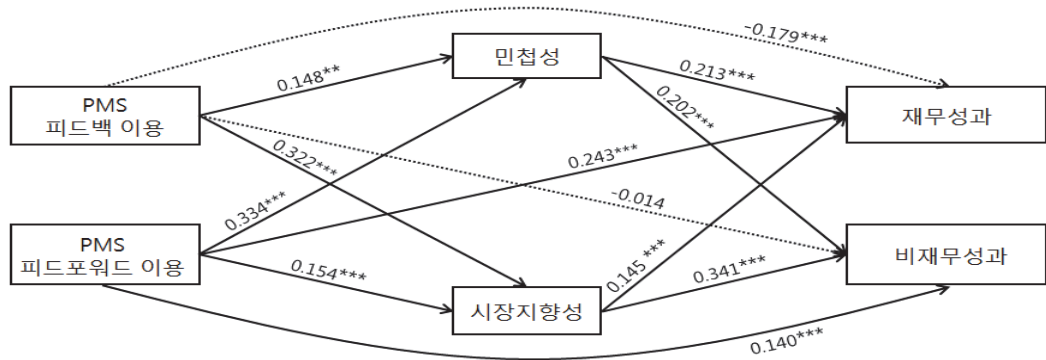 -0.179***
민첩성
0.148**
0.213***
PMS
피드백 이용
재무성과
0.202***
0.322***
0.243***
-0.014
0.334***
PMS
피드포워드 이용
비재무성과
0.154***
0.145 ***
0.341***
시장지향성
0.140***